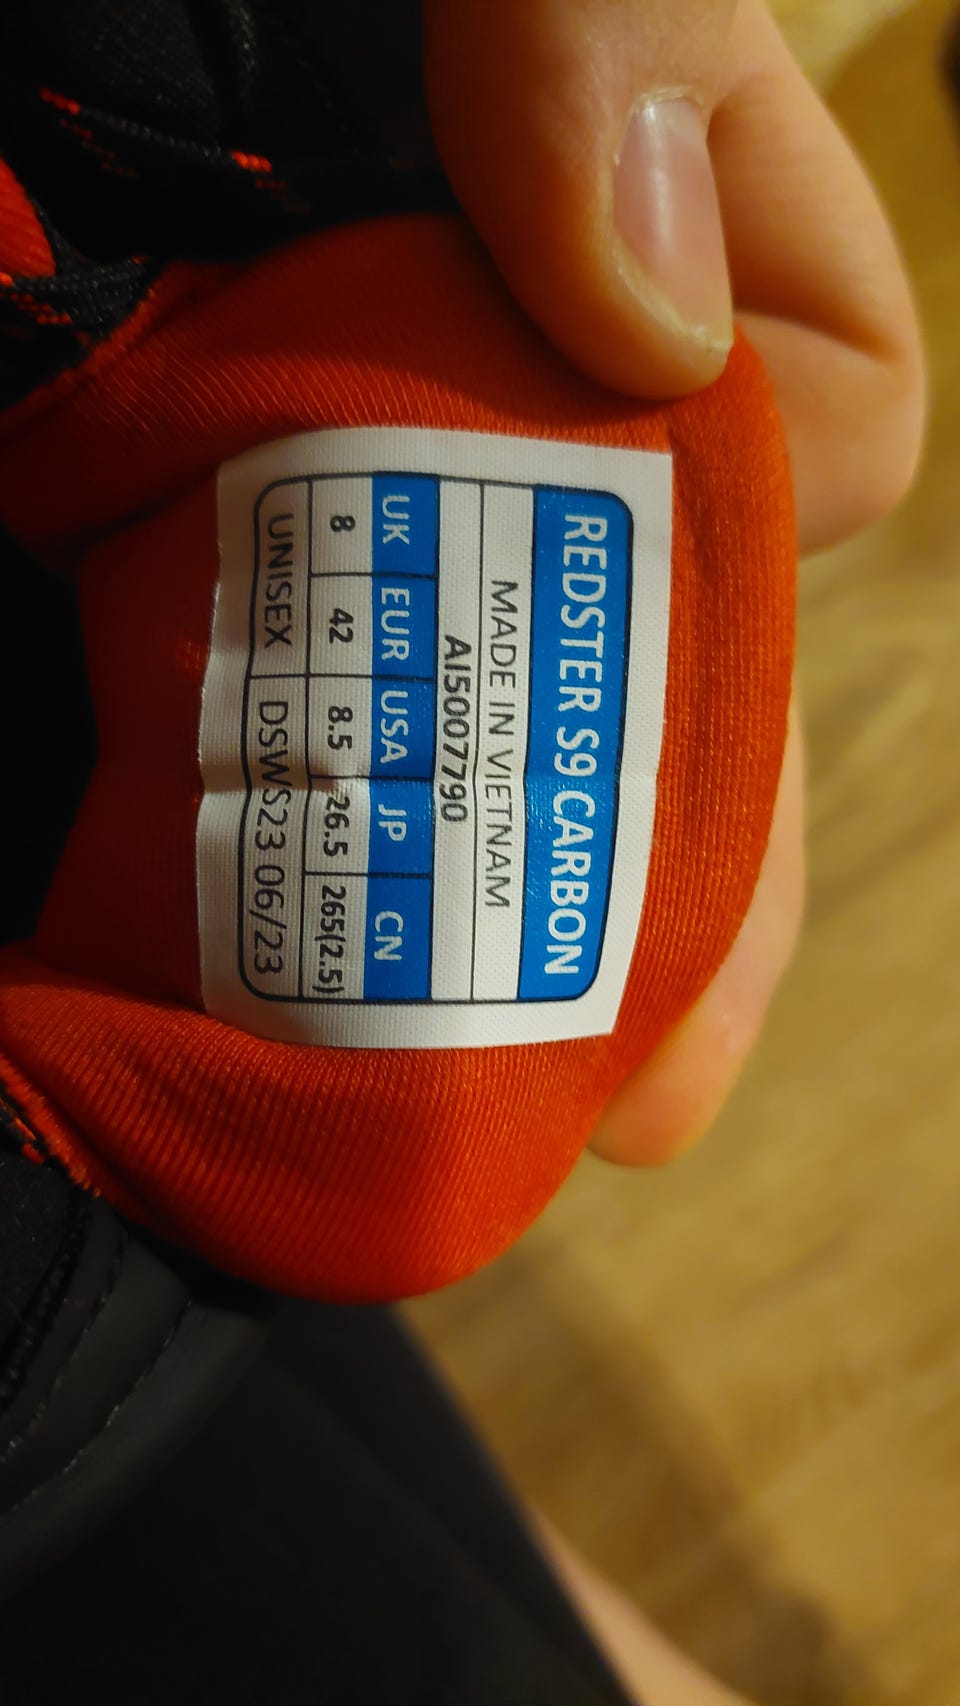 REDSTER S9 CARBON
MADE IN VIETNAM
AI5007790
UK EUR USA JP CN
8 42 8.5 26.5 265(2.5)
UNISEX DSWS23 06/23